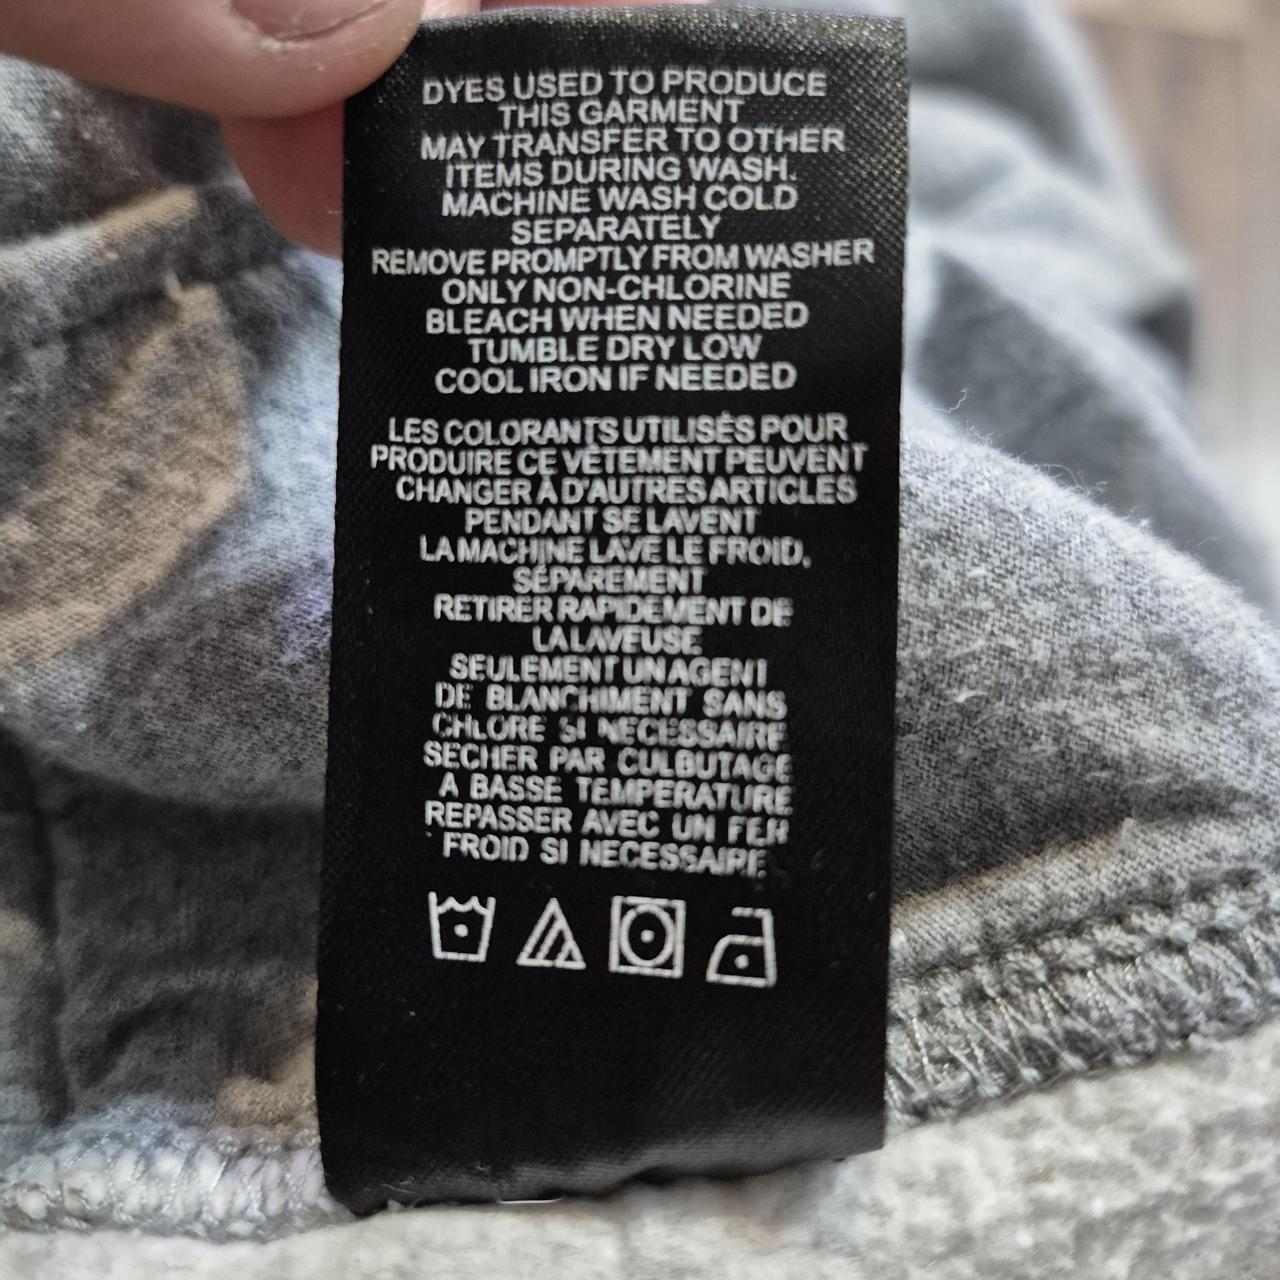 DYES USED TO PRODUCE
THIS GARMENT
MAY TRANSFER TO OTHER
ITEMS DURING WASH.
MACHINE WASH COLD
SEPARATELY
REMOVE PROMPTLY FROM WASHER
ONLY NON-CHLORINE
BLEACH WHEN NEEDED
TUMBLE DRY LOW
COOL IRON IF NEEDED
LES COLORANTS UTILISÉS POUR
PRODUIRE CE VÊTEMENT PEUVENT
CHANGER À D'AUTRES ARTICLES
PENDANT SE LAVENT
LA MACHINE LAVE LE FROID,
SÉPAREMENT
RETIRER RAPIDEMENT DE
LA LAVEUSE
SEULEMENT UN AGENT
DE BLANCHIMENT SANS
CHLORE SI NECESSAIRE
SECHER PAR CULBUTAGE
A BASSE TEMPERATURE
REPASSER AVEC UN FER
FROID SI NECESSAIRE